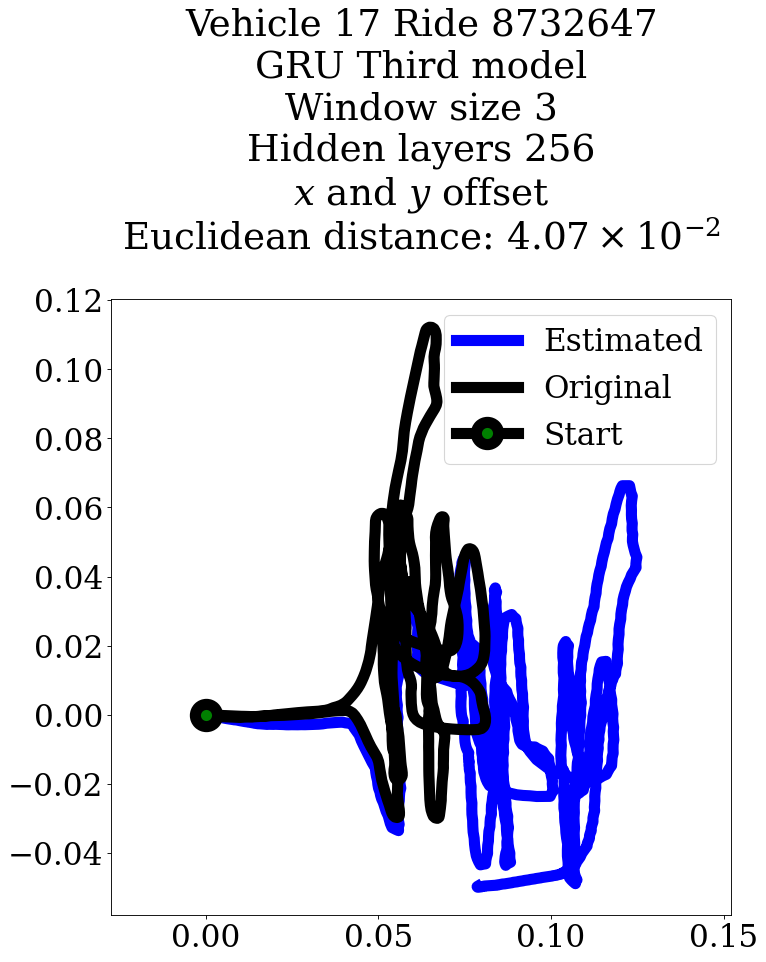 Vehicle 17 Ride 8732647
GRU Third model
Window size 3
Hidden layers 256
x and y offset
Euclidean distance: 4.07 × 10⁻²
0.12
0.10
0.08
0.06
0.04
0.02
0.00
−0.02
−0.04
Estimated
Original
Start
0.00 0.05 0.10 0.15